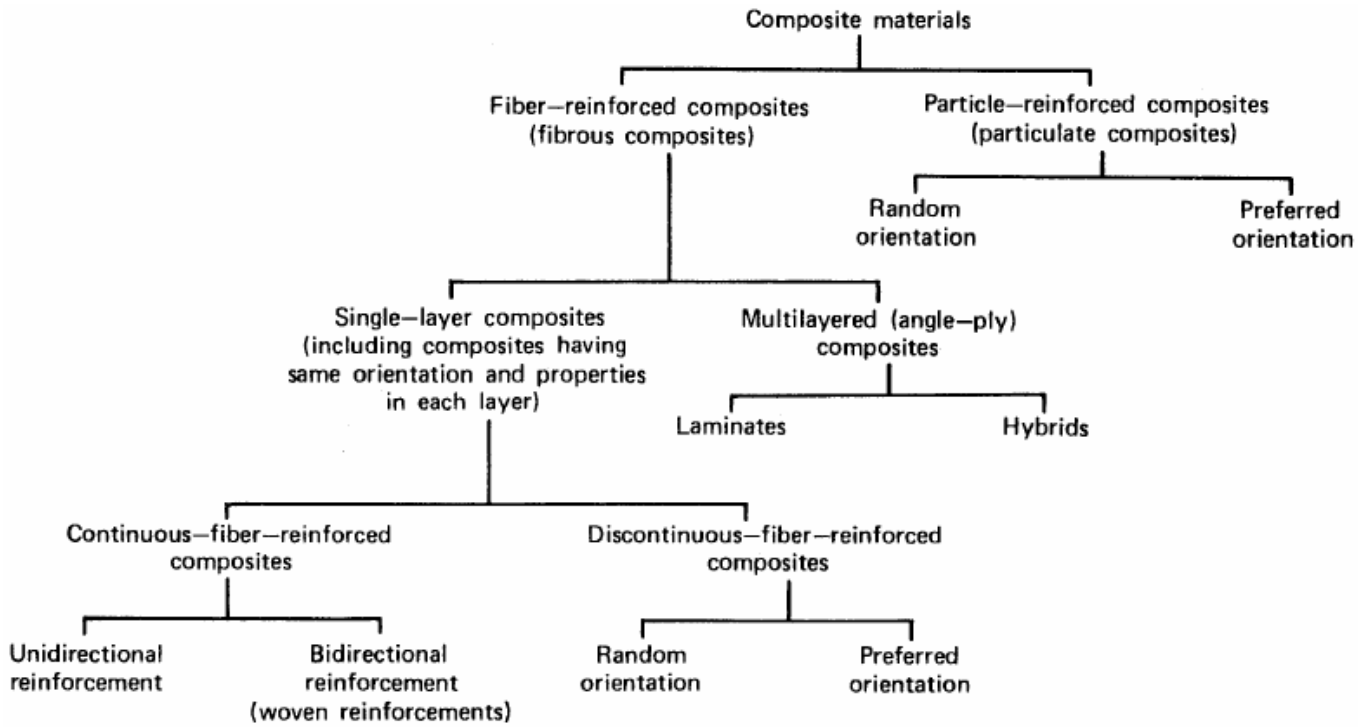 Composite materials
Fiber—reinforced composites
(fibrous composites)
Particle—reinforced composites
(particulate composites)
Random
orientation
Preferred
orientation
Single—layer composites
(including composites having
same orientation and properties
in each layer)
Multilayered (angle—ply)
composites
Laminates
Hybrids
Continuous—fiber—reinforced
composites
Discontinuous—fiber—reinforced
composites
Unidirectional
reinforcement
Bidirectional
reinforcement
(woven reinforcements)
Random
orientation
Preferred
orientation